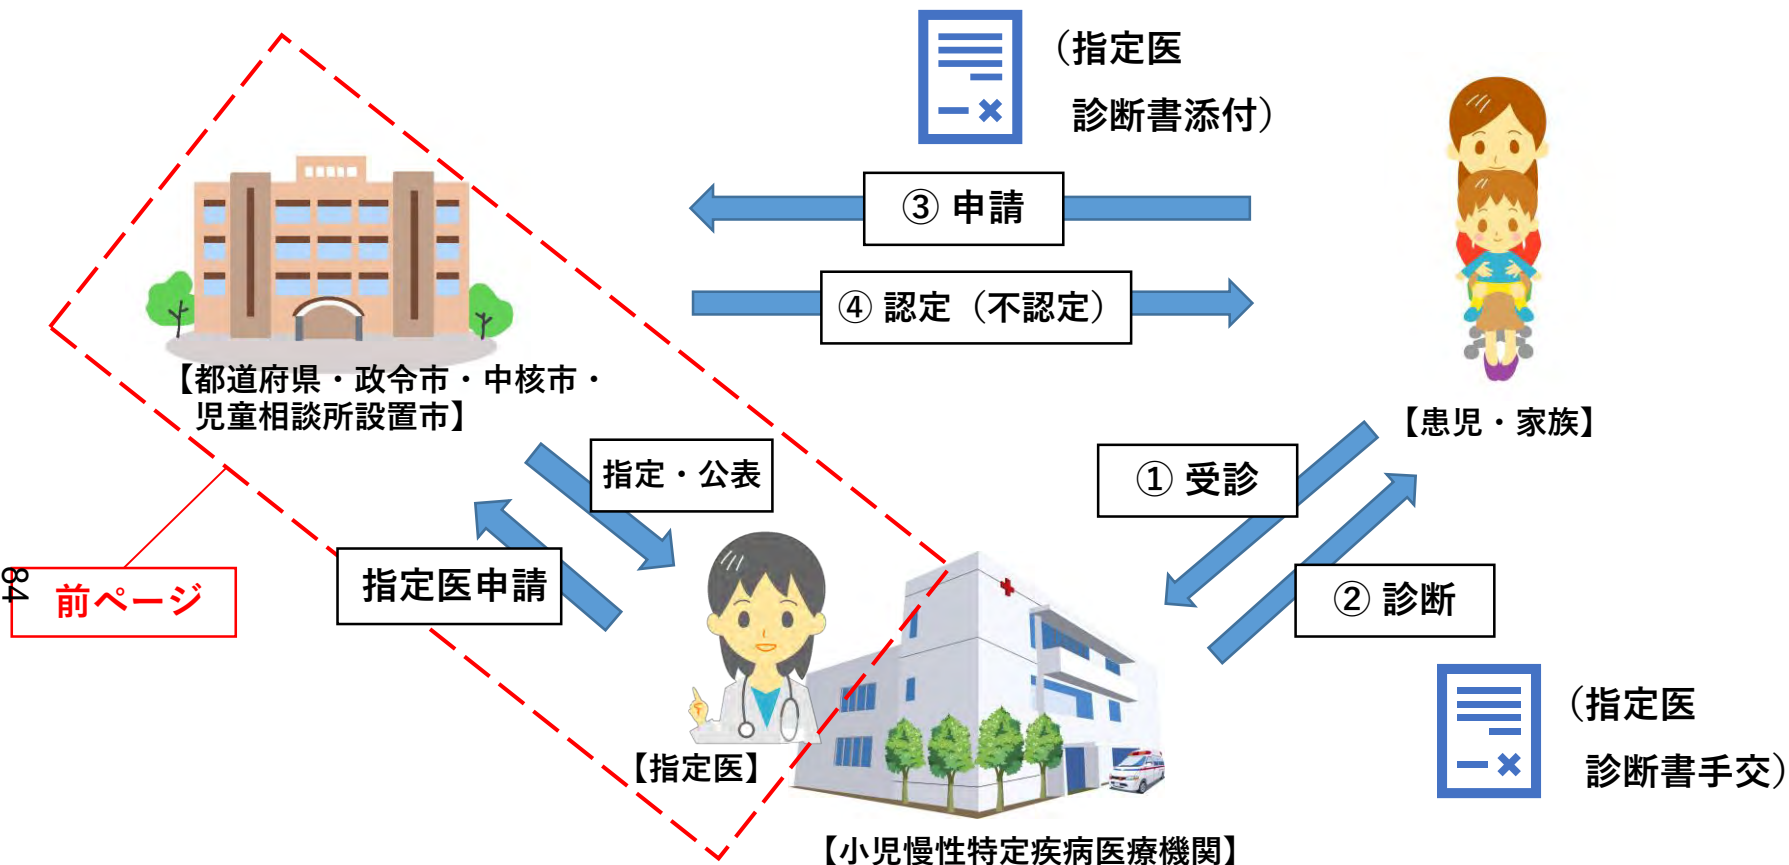 （指定医
診断書添付）
③ 申請
④ 認定（不認定）
【都道府県・政令市・中核市・
児童相談所設置市】
【患児・家族】
指定・公表
① 受診
指定医申請
② 診断
84
前ページ
（指定医
診断書手交）
【指定医】
【小児慢性特定疾病医療機関】